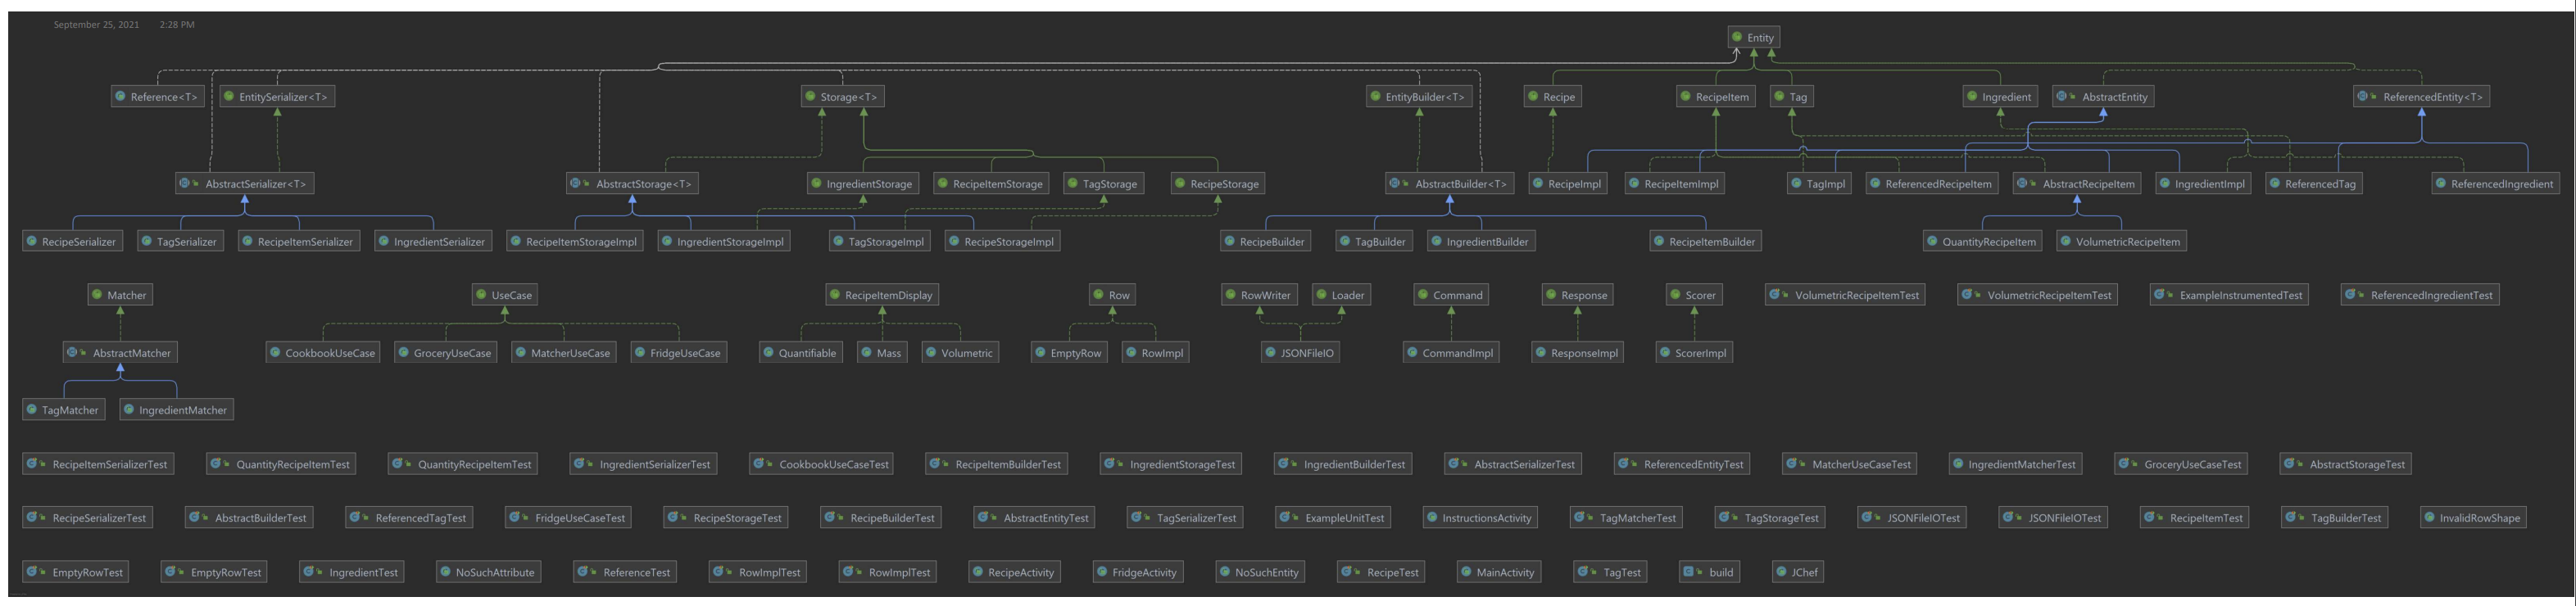 September 25, 2021 2:28 PM
Entity
Reference<T> EntitySerializer<T> Storage<T> EntityBuilder<T> Recipe RecipeItem Tag Ingredient AbstractEntity ReferencedEntity<T>
AbstractSerializer<T> AbstractStorage<T> IngredientStorage RecipeItemStorage TagStorage RecipeStorage AbstractBuilder<T> RecipeImpl RecipeItemImpl TagImpl ReferencedRecipeItem AbstractRecipeItem IngredientImpl ReferencedTag ReferencedIngredient
RecipeSerializer TagSerializer RecipeItemSerializer IngredientSerializer RecipeItemStorageImpl IngredientStorageImpl TagStorageImpl RecipeStorageImpl RecipeBuilder TagBuilder IngredientBuilder RecipeItemBuilder QuantityRecipeItem VolumetricRecipeItem
Matcher UseCase RecipeItemDisplay Row RowWriter Loader Command Response Scorer VolumetricRecipeItemTest VolumetricRecipeItemTest ExampleInstrumentedTest ReferencedIngredientTest
AbstractMatcher CookbookUseCase GroceryUseCase MatcherUseCase FridgeUseCase Quantifiable Mass Volumetric EmptyRow RowImpl JSONFileIO CommandImpl ResponseImpl ScorerImpl
TagMatcher IngredientMatcher
RecipeItemSerializerTest QuantityRecipeItemTest QuantityRecipeItemTest IngredientSerializerTest CookbookUseCaseTest RecipeItemBuilderTest IngredientStorageTest IngredientBuilderTest AbstractSerializerTest ReferencedEntityTest MatcherUseCaseTest IngredientMatcherTest GroceryUseCaseTest AbstractStorageTest
RecipeSerializerTest AbstractBuilderTest ReferencedTagTest FridgeUseCaseTest RecipeStorageTest RecipeBuilderTest AbstractEntityTest TagSerializerTest ExampleUnitTest InstructionsActivity TagMatcherTest TagStorageTest JSONFileIOTest JSONFileIOTest RecipeItemTest TagBuilderTest InvalidRowShape
EmptyRowTest EmptyRowTest IngredientTest NoSuchAttribute ReferenceTest RowImplTest RowImplTest RecipeActivity FridgeActivity NoSuchEntity RecipeTest MainActivity TagTest build JChef